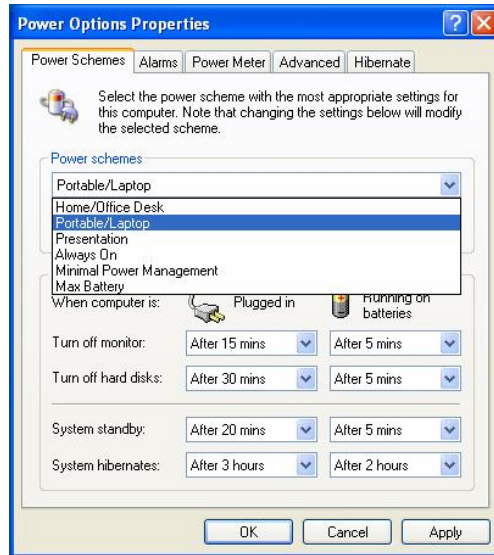 Power Options Properties
Power Schemes Alarms Power Meter Advanced Hibernate
Select the power scheme with the most appropriate settings for
this computer. Note that changing the settings below will modify
the selected scheme.
Power schemes
Portable/Laptop
Home/Office Desk
Portable/Laptop
Presentation
Always On
Minimal Power Management
Max Battery
When computer is: Plugged in Running on
batteries
Turn off monitor: After 15 mins After 5 mins
Turn off hard disks: After 30 mins After 5 mins
System standby: After 20 mins After 5 mins
System hibernates: After 3 hours After 2 hours
OK Cancel Apply